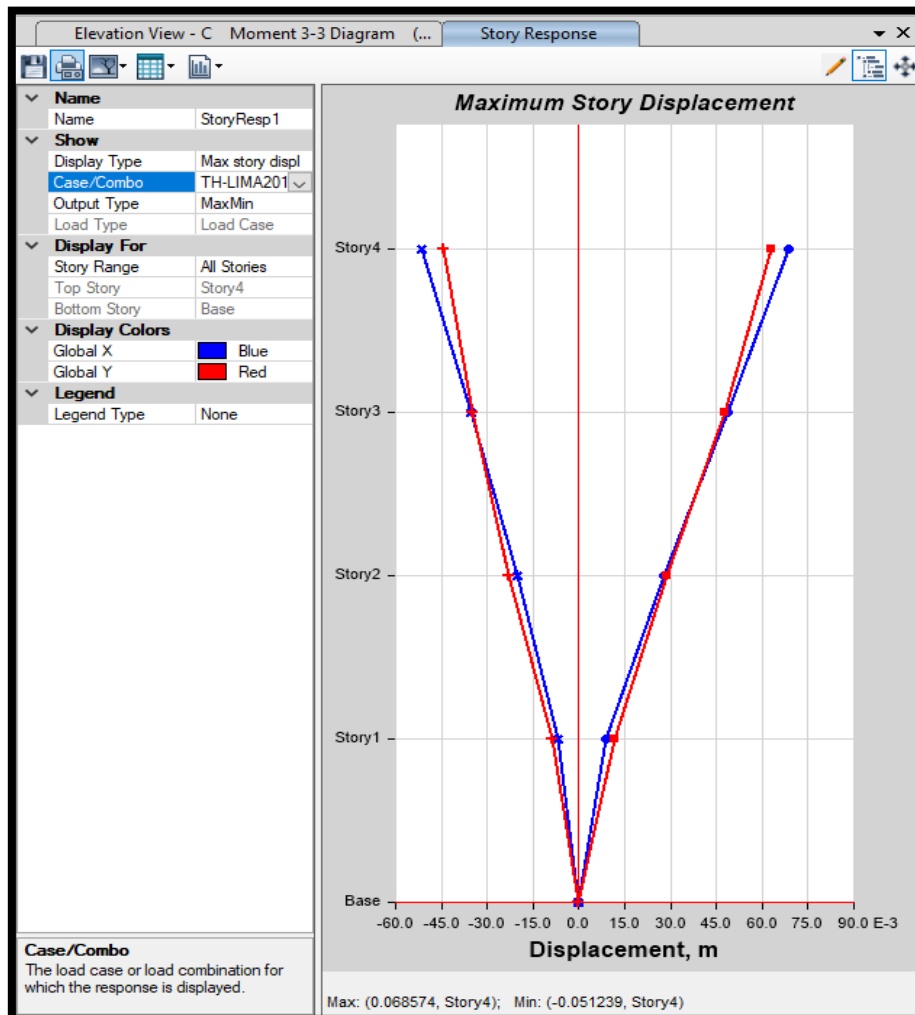 Elevation View - C Moment 3-3 Diagram (...
Story Response
Name
Name StoryResp1
Show
Display Type Max story displ
Case/Combo TH-LIMA201
Output Type MaxMin
Load Type Load Case
Display For
Story Range All Stories
Top Story Story4
Bottom Story Base
Display Colors
Global X Blue
Global Y Red
Legend
Legend Type None
Case/Combo
The load case or load combination for
which the response is displayed.
Maximum Story Displacement
Story4
Story3
Story2
Story1
Base
-60.0 -45.0 -30.0 -15.0 0.0 15.0 30.0 45.0 60.0 75.0 90.0 E-3
Displacement, m
Max: (0.068574, Story4); Min: (-0.051239, Story4)